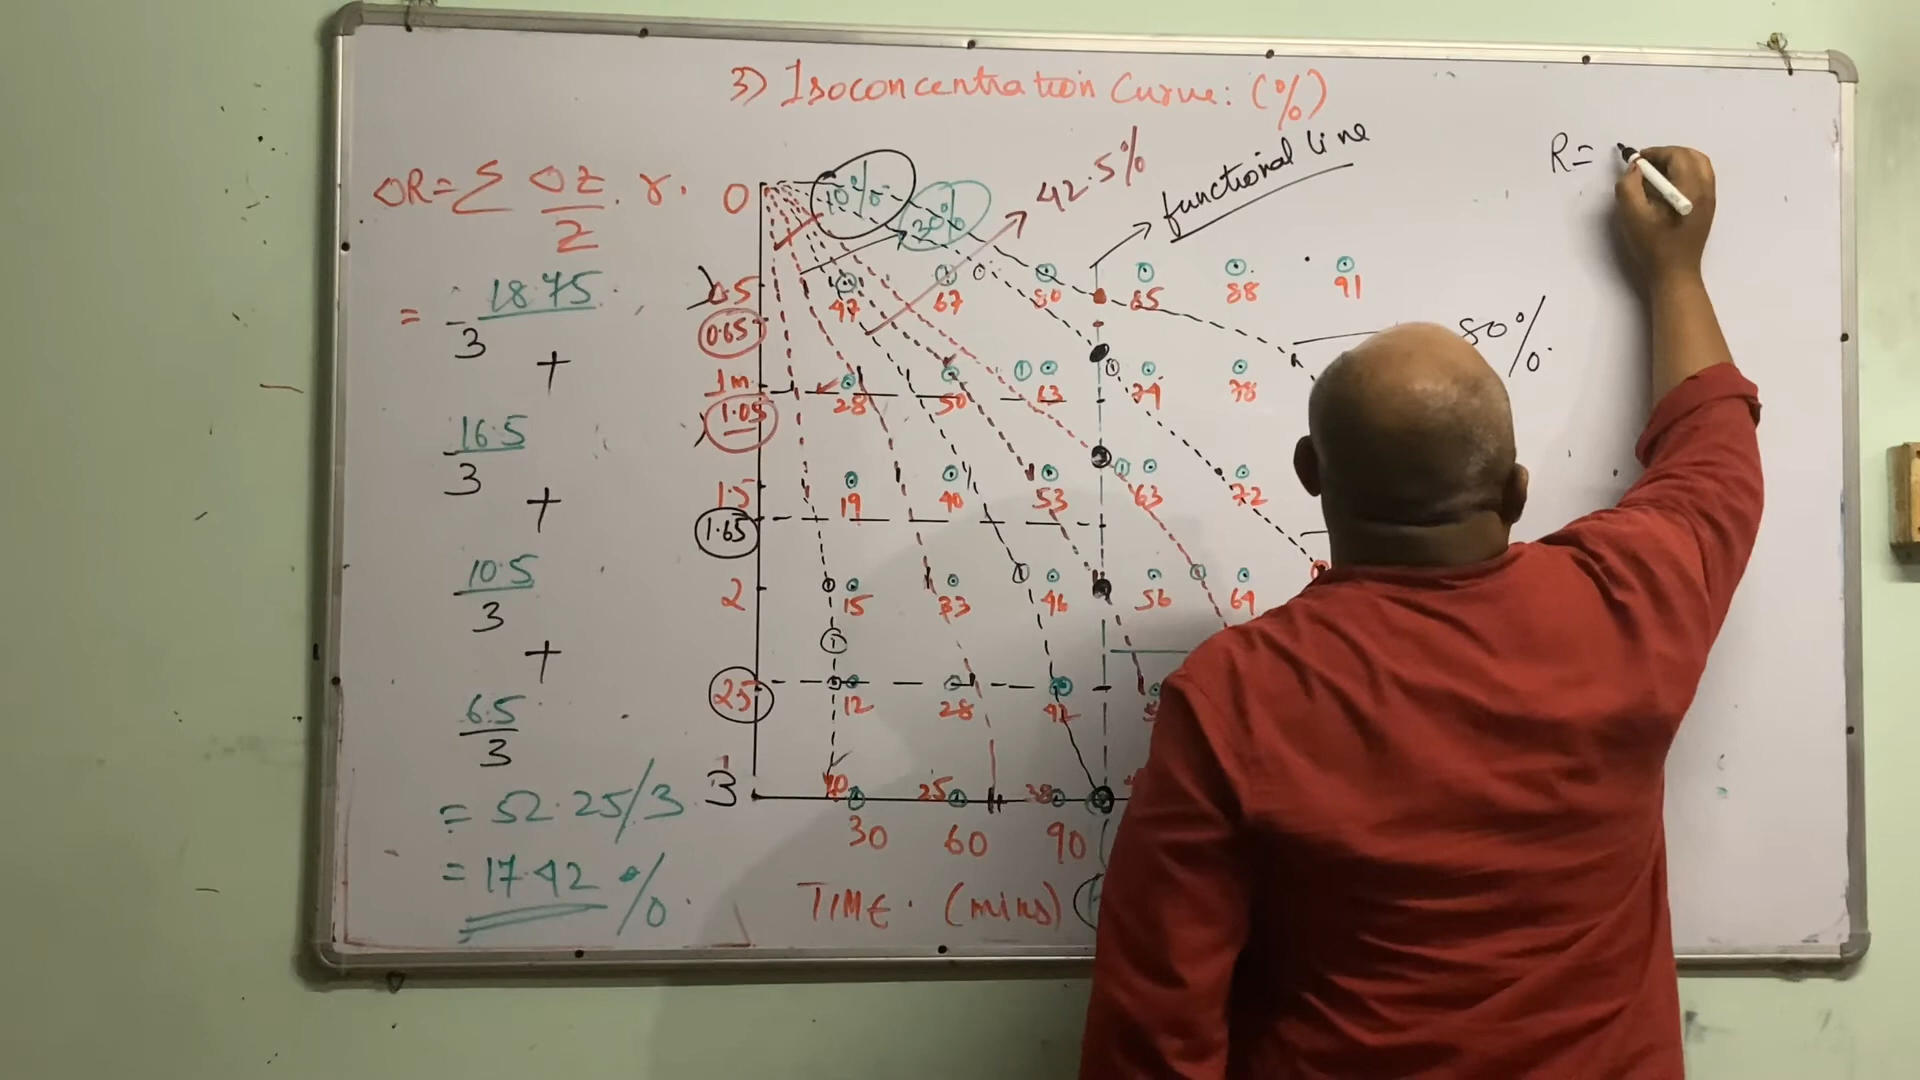 3) Isoconcentration Curve: (%)
R=
functional line
42.5%
ΔR = Σ ΔZ/Z . r.
0
10%
30%
80%
= 18.75/3
+
16.5/3
+
10.5/3
+
6.5/3
= 52.25/3
= 17.42 %
0.5 47 67 80 85 88 91
0.65
1m 28 50 63 74 78
1.05
1.5 19 40 53 63 72
1.65
2 15 33 46 56 64
2.5 12 28 42
3 10 25 38
30 60 90
TIME. (mins)